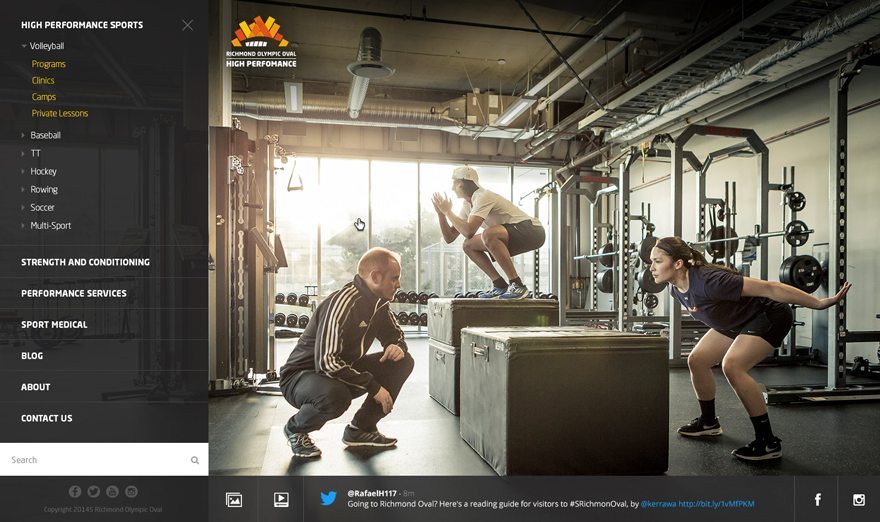 HIGH PERFORMANCE SPORTS
Volleyball
Programs
Clinics
Camps
Private Lessons
Baseball
TT
Hockey
Rowing
Soccer
Multi-Sport
STRENGTH AND CONDITIONING
PERFORMANCE SERVICES
SPORT MEDICAL
BLOG
ABOUT
CONTACT US
Search
Copyright 2014S Richmond Olympic Oval
RICHMOND OLYMPIC OVAL
HIGH PERFOMANCE
@RafaelH117 - 8m
Going to Richmond Oval? Here's a reading guide for visitors to #SRichmonOval, by @kerrawa http://bit.ly/1vMfPKM